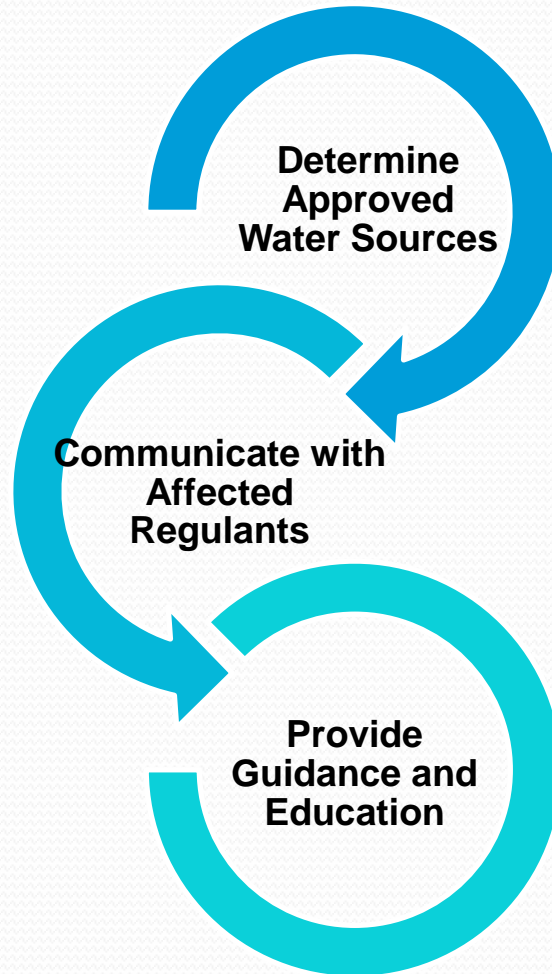 Determine
Approved
Water Sources
Communicate with
Affected
Regulants
Provide
Guidance and
Education